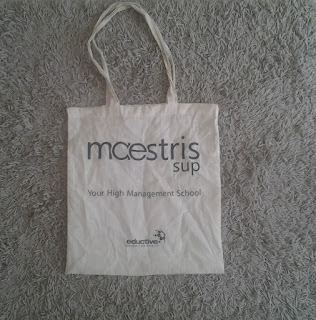 maestris
sup
Your High Management School
eductive